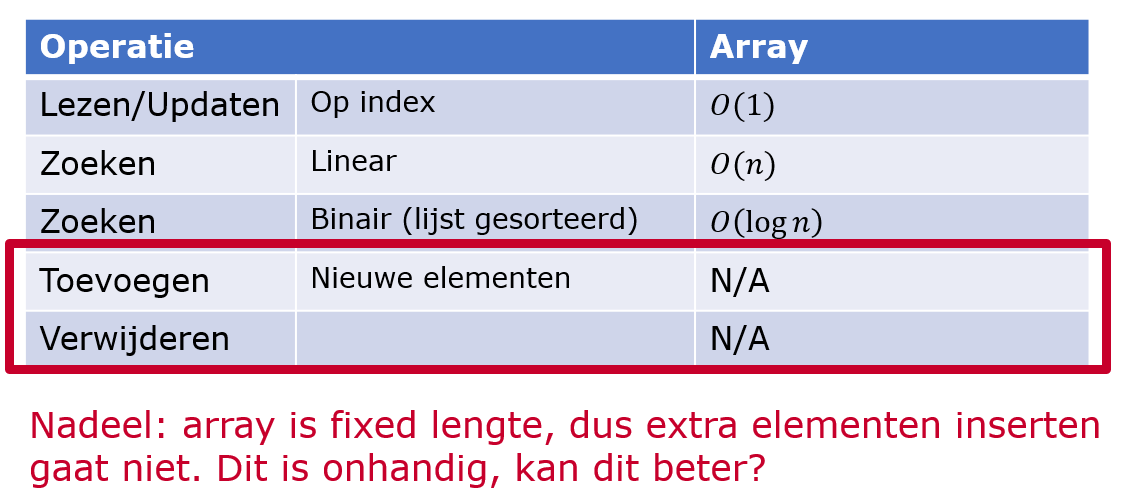 Operatie Array
Lezen/Updaten Op index O(1)
Zoeken Linear O(n)
Zoeken Binair (lijst gesorteerd) O(log n)
Toevoegen Nieuwe elementen N/A
Verwijderen N/A
Nadeel: array is fixed lengte, dus extra elementen inserten
gaat niet. Dit is onhandig, kan dit beter?